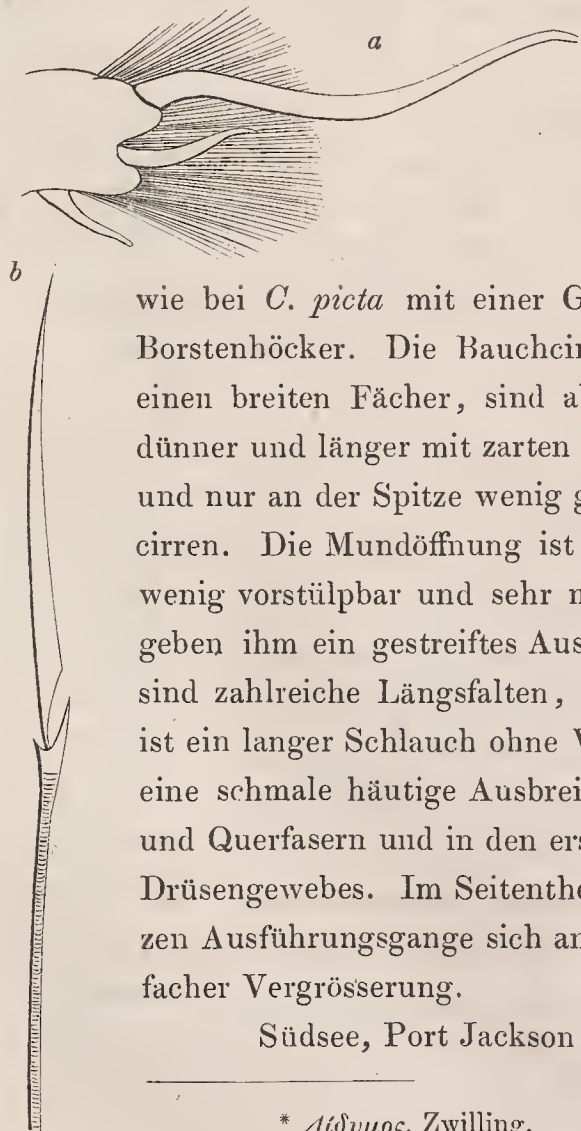 a
b
wie bei C. picta mit einer G
Borstenhöcker. Die Bauchcir
einen breiten Fächer, sind a
dünner und länger mit zarten
und nur an der Spitze wenig g
cirren. Die Mundöffnung ist
wenig vorstülpbar und sehr
geben ihm ein gestreiftes Aus
sind zahlreiche Längsfalten,
ist ein langer Schlauch ohne
eine schmale häutige Ausbrei
und Querfasern und in den ers
Drüsengewebes. Im Seitenthe
zen Ausführungsgange sich an
facher Vergrösserung.
Südsee, Port Jackson
* Δίδυμος, Zwilling.